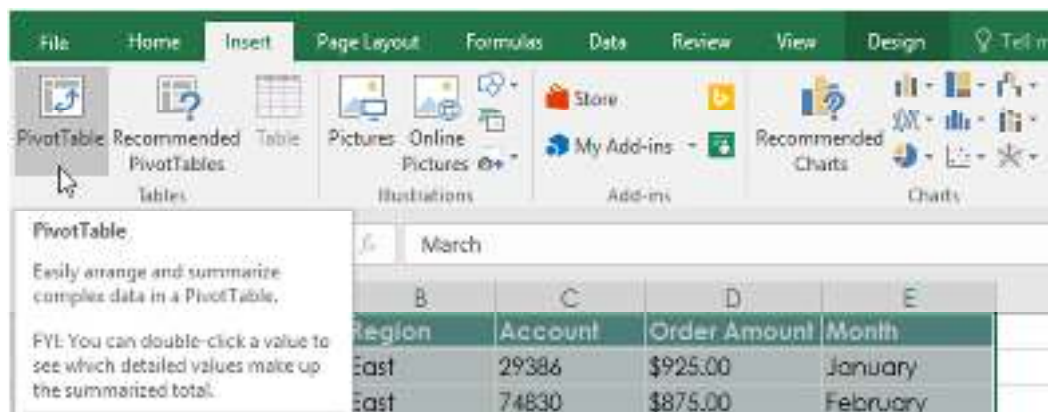 File Home Insert Page Layout Formulas Data Review View Design Tell m
PivotTable Recommended PivotTables Table
Pictures Online Pictures
Store
My Add-ins
Recommended Charts
Tables Illustrations Add-ins Charts
PivotTable
Easily arrange and summarize
complex data in a PivotTable.
FYI: You can double-click a value to
see which detailed values make up
the summarized total.
fx March
B C D E
Region Account Order Amount Month
East 29386 $925.00 January
East 74830 $875.00 February